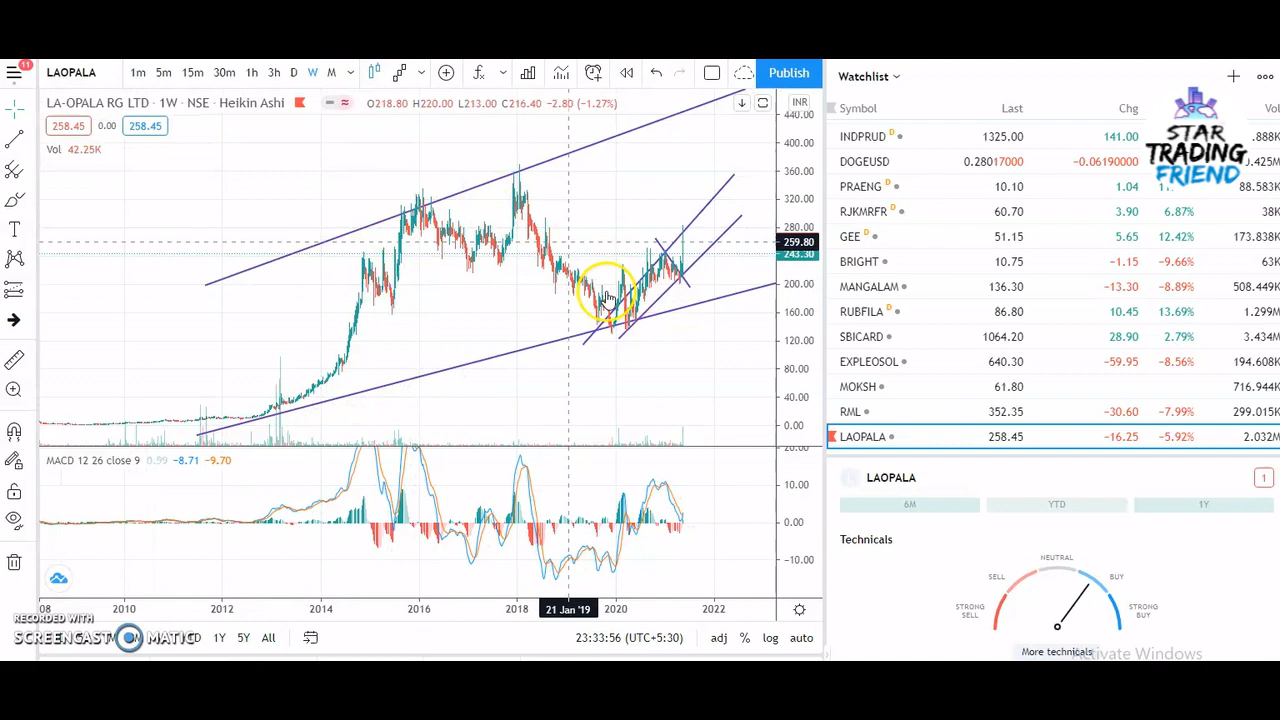 11
LAOPALA 1m 5m 15m 30m 1h 3h D W M Publish
LA-OPALA RG LTD · 1W · NSE · Heikin Ashi O218.80 H220.00 L213.00 C216.40 −2.80 (−1.27%) INR
258.45 0.00 258.45
Vol 42.25K
440.00
400.00
360.00
320.00
280.00
259.80
243.30
200.00
160.00
120.00
80.00
40.00
0.00
MACD 12 26 close 9 0.99 −8.71 −9.70
20.00
10.00
0.00
−10.00
08 2010 2012 2014 2016 2018 21 Jan '19 2020 2022
RECORDED WITH
SCREENCAST MATIC
1Y 5Y All 23:33:56 (UTC+5:30) adj % log auto
Watchlist
Symbol Last Chg Vol
STAR
TRADING
FRIEND
INDPRUD D 1325.00 141.00 .888K
DOGEUSD 0.28017000 −0.06190000 0.425M
PRAENG D 10.10 1.04 88.583K
RJKMRFR D 60.70 3.90 6.87% 38K
GEE D 51.15 5.65 12.42% 173.838K
BRIGHT 10.70 −1.15 −9.66% 63K
MANGALAM 136.30 −13.30 −8.89% 508.449K
RUBFILA D 86.80 10.45 13.69% 1.299M
SBICARD 1064.20 28.90 2.79% 3.434M
EXPLEOSOL 640.30 −59.95 −8.56% 194.608K
MOKSH 61.80 716.944K
RML 352.35 −30.60 −7.99% 299.015K
LAOPALA 258.45 −16.25 −5.92% 2.032M
L LAOPALA 1
6M YTD 1Y
Technicals
NEUTRAL
SELL BUY
STRONG SELL STRONG BUY
More technicals
Activate Windows